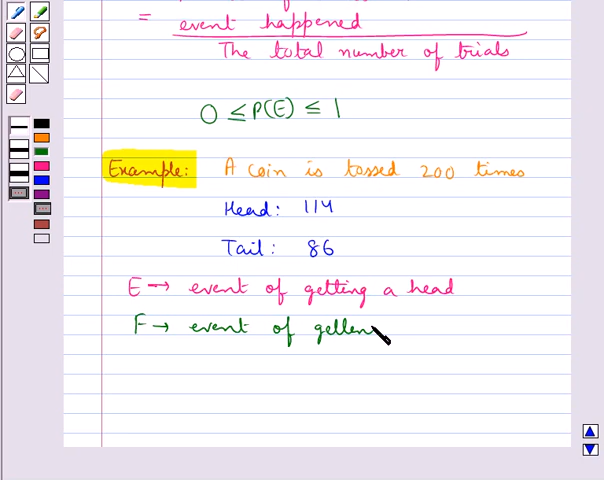 = event happened
The total number of trials
0 ≤ P(E) ≤ 1
Example: A coin is tossed 200 times
Head: 114
Tail: 86
E → event of getting a head
F → event of